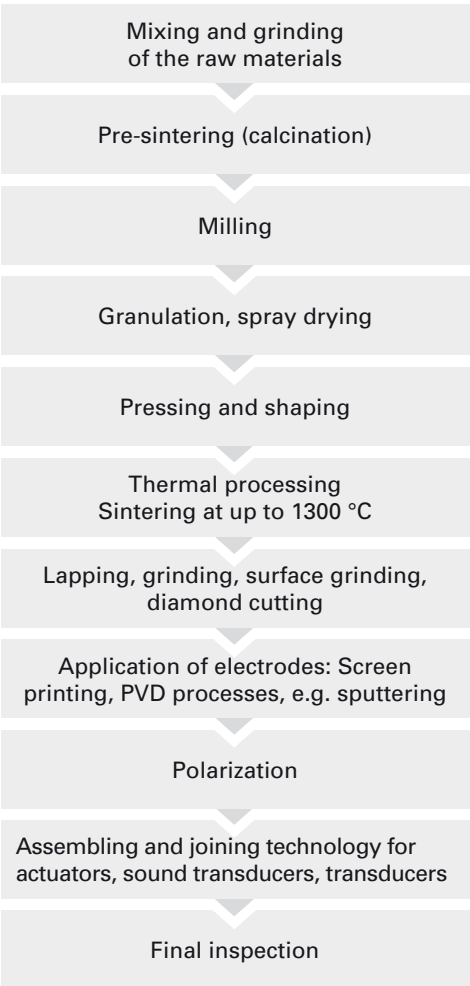 Mixing and grinding
of the raw materials
Pre-sintering (calcination)
Milling
Granulation, spray drying
Pressing and shaping
Thermal processing
Sintering at up to 1300 °C
Lapping, grinding, surface grinding,
diamond cutting
Application of electrodes: Screen
printing, PVD processes, e.g. sputtering
Polarization
Assembling and joining technology for
actuators, sound transducers, transducers
Final inspection